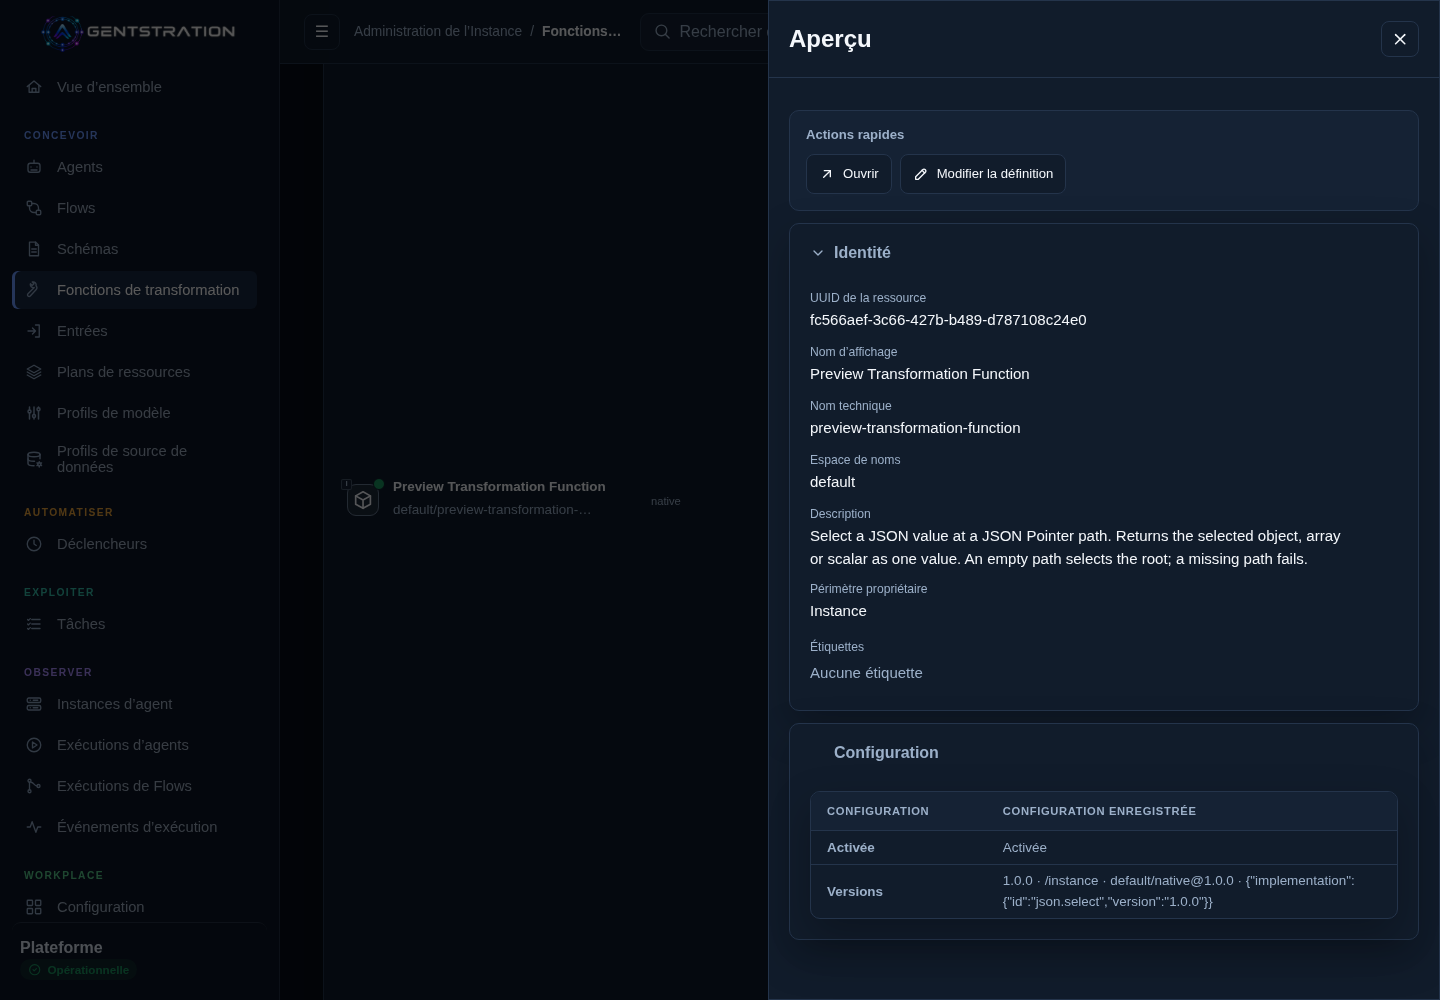 GENTSTRATION
Vue d’ensemble
CONCEVOIR
Agents
Flows
Schémas
Fonctions de transformation
Entrées
Plans de ressources
Profils de modèle
Profils de source de
données
AUTOMATISER
Déclencheurs
EXPLOITER
Tâches
OBSERVER
Instances d’agent
Exécutions d’agents
Exécutions de Flows
Événements d’exécution
WORKPLACE
Configuration
Plateforme
Opérationnelle
Administration de l’Instance / Fonctions…
Rechercher
I
Preview Transformation Function
default/preview-transformation-…
native
Aperçu
Actions rapides
Ouvrir
Modifier la définition
Identité
UUID de la ressource
fc566aef-3c66-427b-b489-d787108c24e0
Nom d’affichage
Preview Transformation Function
Nom technique
preview-transformation-function
Espace de noms
default
Description
Select a JSON value at a JSON Pointer path. Returns the selected object, array
or scalar as one value. An empty path selects the root; a missing path fails.
Périmètre propriétaire
Instance
Étiquettes
Aucune étiquette
Configuration
CONFIGURATION CONFIGURATION ENREGISTRÉE
Activée Activée
Versions 1.0.0 · /instance · default/native@1.0.0 · {"implementation":
{"id":"json.select","version":"1.0.0"}}